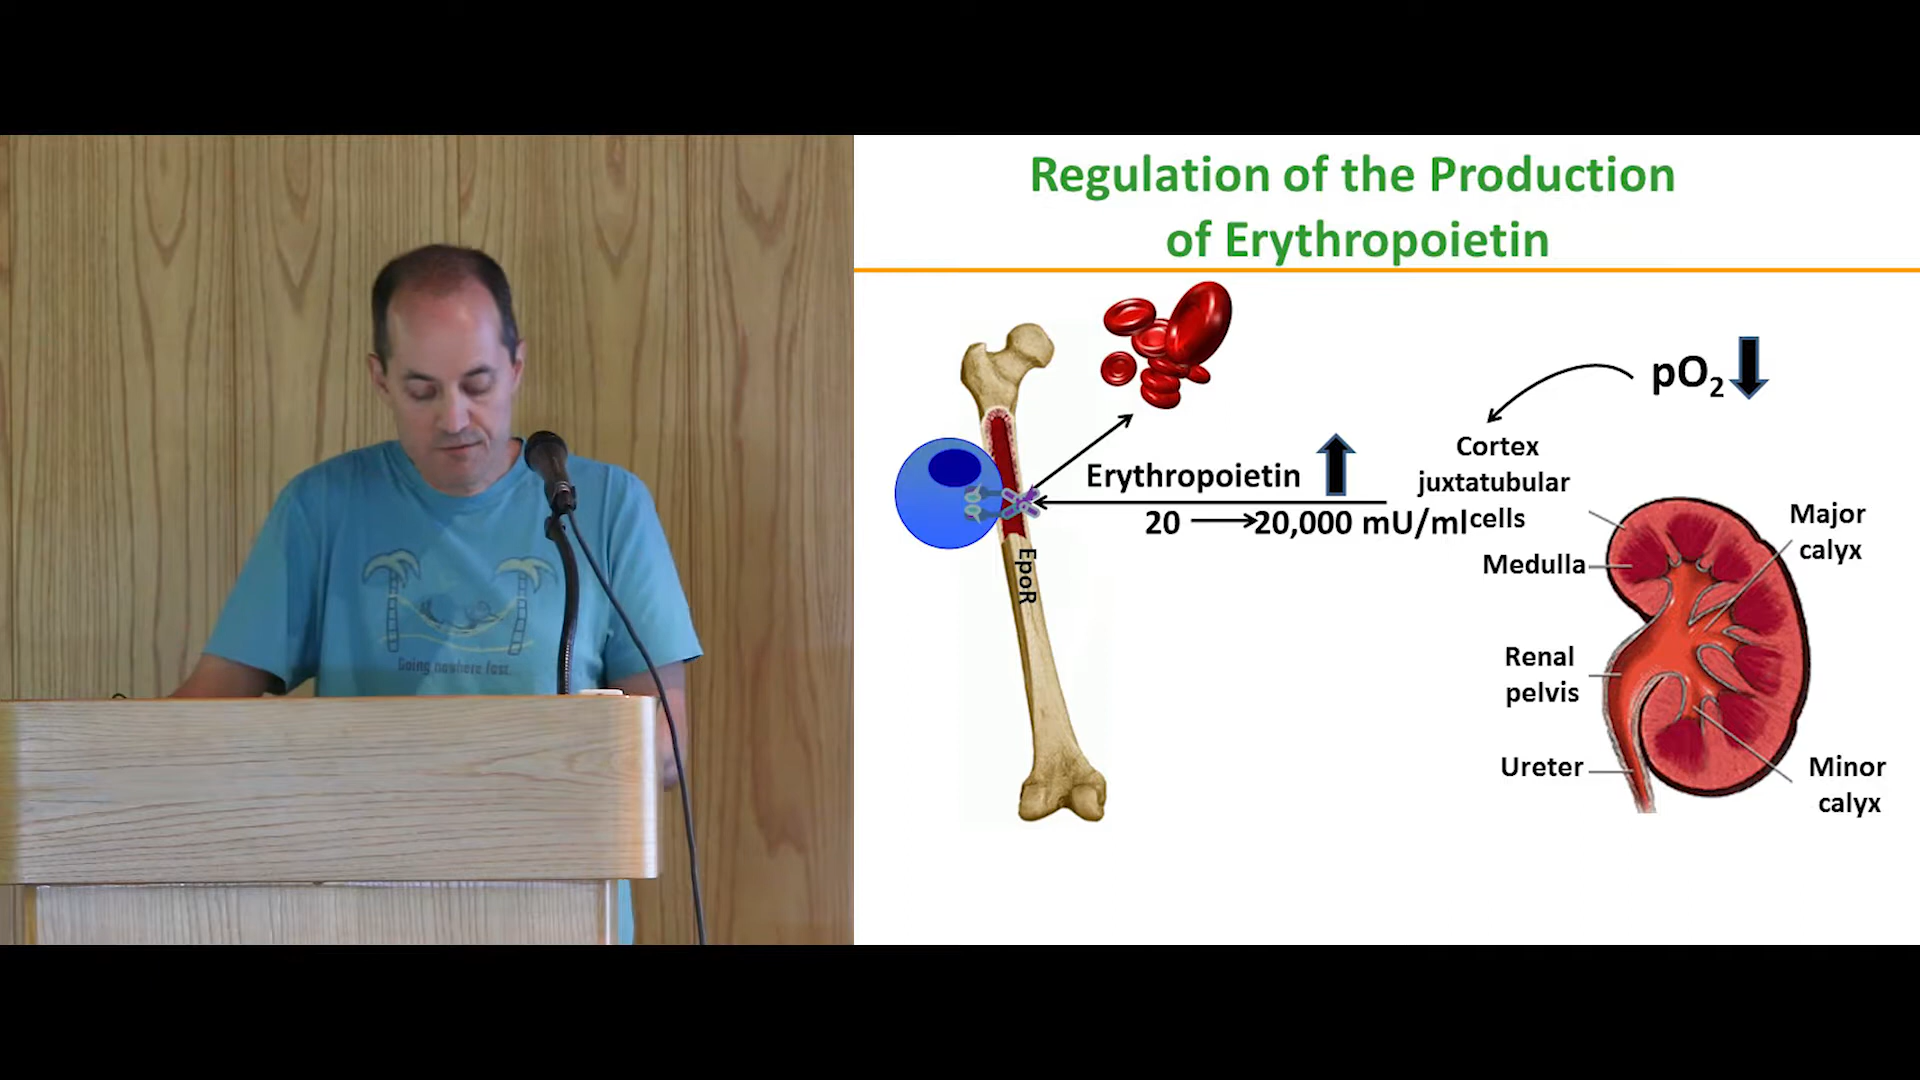 Regulation of the Production
of Erythropoietin
pO2
Cortex
juxtatubular
cells
Erythropoietin
20
20,000 mU/ml
EpoR
Medulla
Major
calyx
Renal
pelvis
Ureter
Minor
calyx
Going nowhere fast.